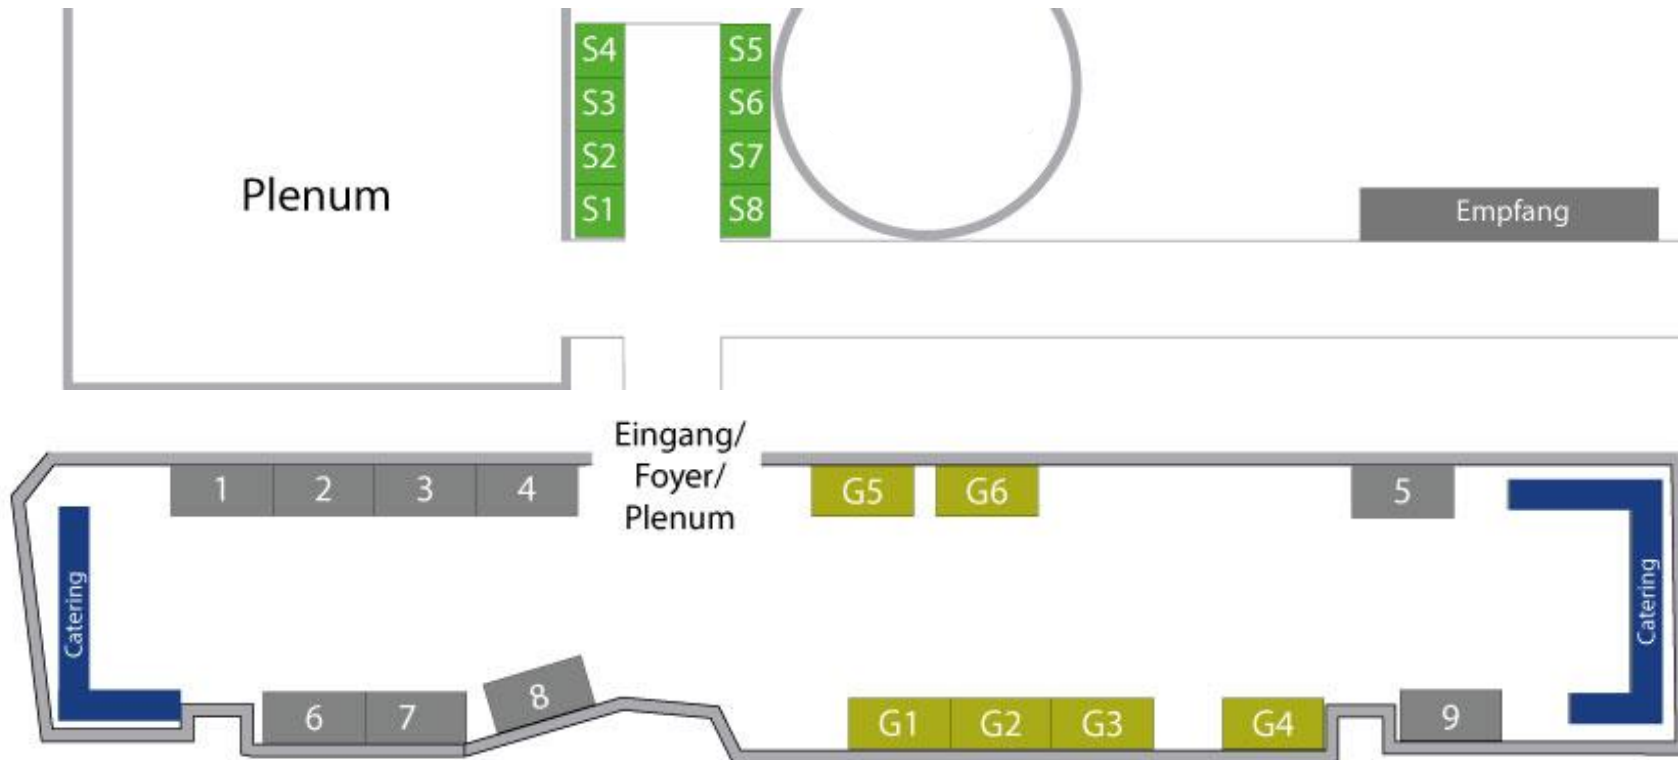 S4
S5
S3
S6
S2
S7
Plenum
S1
S8
Empfang
Eingang/
Foyer/
Plenum
1
2
3
4
G5
G6
5
Catering
Catering
6
7
8
G1
G2
G3
G4
9